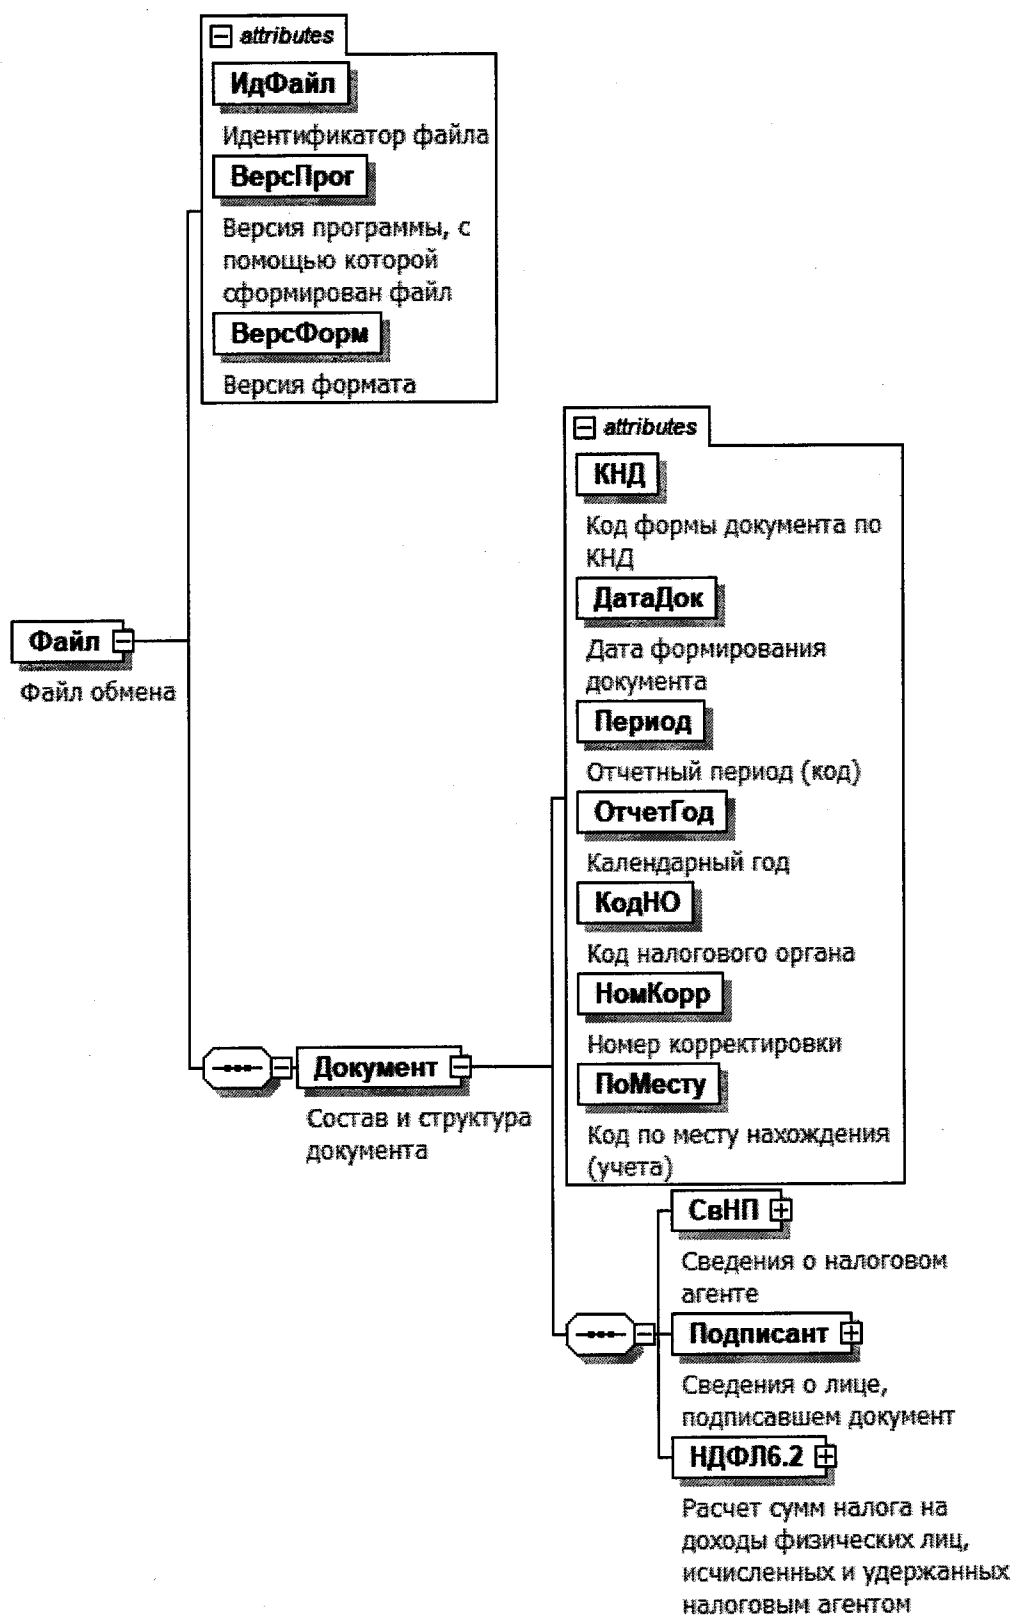 attributes
ИдФайл
Идентификатор файла
ВерсПрог
Версия программы, с
помощью которой
сформирован файл
ВерсФорм
Версия формата
Файл
Файл обмена
Документ
Состав и структура
документа
attributes
КНД
Код формы документа по
КНД
ДатаДок
Дата формирования
документа
Период
Отчетный период (код)
ОтчетГод
Календарный год
КодНО
Код налогового органа
НомКорр
Номер корректировки
ПоМесту
Код по месту нахождения
(учета)
СвНП
Сведения о налоговом
агенте
Подписант
Сведения о лице,
подписавшем документ
НДФЛ6.2
Расчет сумм налога на
доходы физических лиц,
исчисленных и удержанных
налоговым агентом